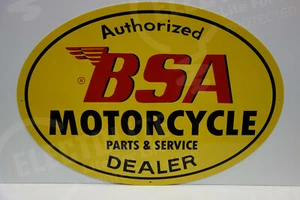 Authorized
BSA
®
MOTORCYCLE
PARTS & SERVICE
DEALER